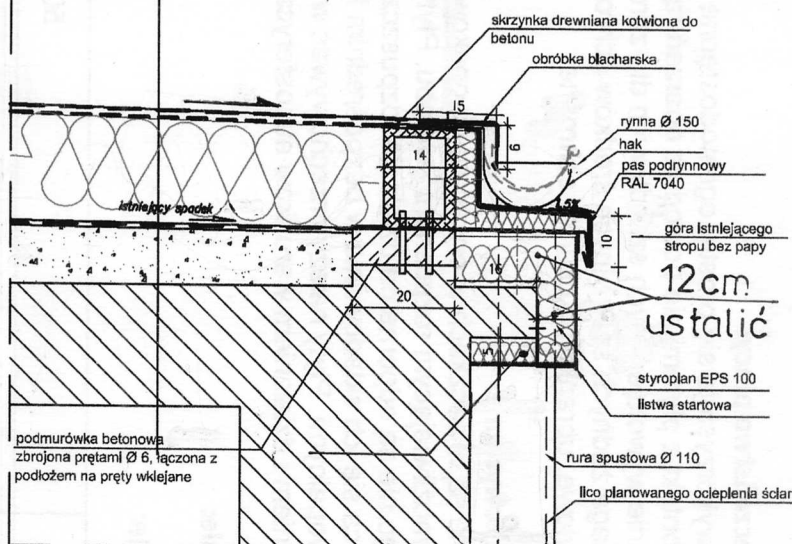 skrzynka drewniana kotwiona do
betonu
obróbka blacharska
15
rynna Ø 150
6
hak
14
pas podrynnowy
RAL 7040
istniejący spadek
1,5%
góra istniejącego
stropu bez papy
10
16
12cm
ustalić
20
5
styroplan EPS 100
listwa startowa
podmurówka betonowa
zbrojona prętami Ø 6, łączona z
podłożem na pręty wklejane
rura spustowa Ø 110
lico planowanego ocieplenia ścian